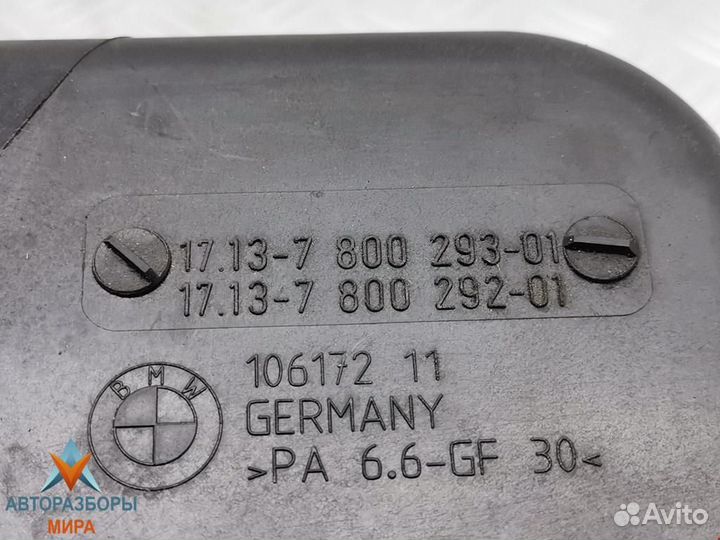 17.13-7 800 293-01
17.13-7 800 292-01
BMW
106172 11
GERMANY
>PA 6.6-GF 30<
АВТОРАЗБОРЫ
МИРА
Avito